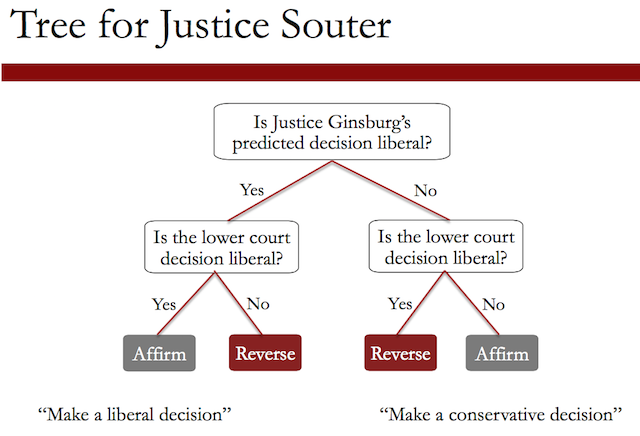 Tree for Justice Souter
Is Justice Ginsburg's
predicted decision liberal?
Yes
No
Is the lower court
decision liberal?
Is the lower court
decision liberal?
Yes
No
Yes
No
Affirm
Reverse
Reverse
Affirm
“Make a liberal decision”
“Make a conservative decision”